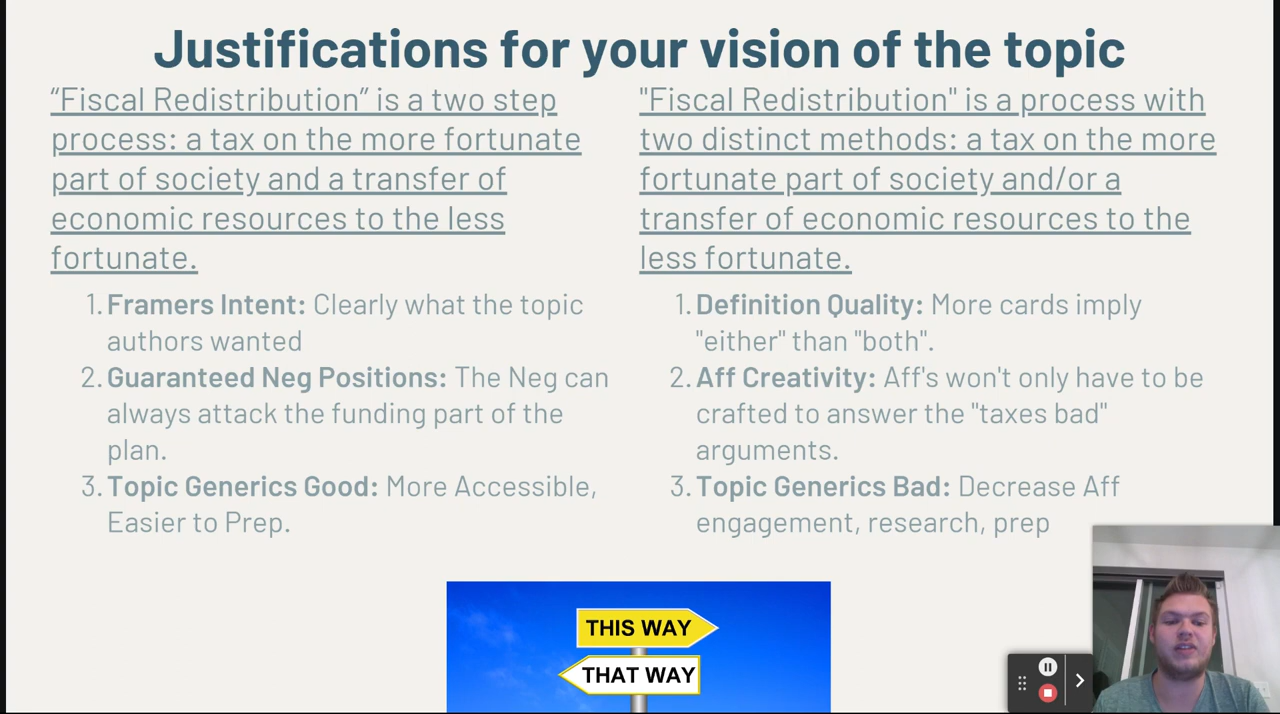 Justifications for your vision of the topic
“Fiscal Redistribution” is a two step
process: a tax on the more fortunate
part of society and a transfer of
economic resources to the less
fortunate.
1. Framers Intent: Clearly what the topic
authors wanted
2. Guaranteed Neg Positions: The Neg can
always attack the funding part of the
plan.
3. Topic Generics Good: More Accessible,
Easier to Prep.
"Fiscal Redistribution" is a process with
two distinct methods: a tax on the more
fortunate part of society and/or a
transfer of economic resources to the
less fortunate.
1. Definition Quality: More cards imply
"either" than "both".
2. Aff Creativity: Aff's won't only have to be
crafted to answer the "taxes bad"
arguments.
3. Topic Generics Bad: Decrease Aff
engagement, research, prep
THIS WAY
THAT WAY